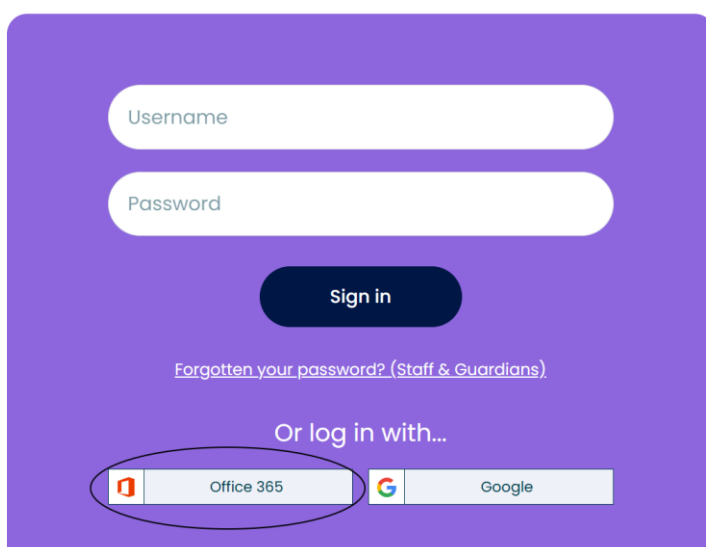 Username
Password
Sign in
Forgotten your password? (Staff & Guardians)
Or log in with...
Office 365
Google